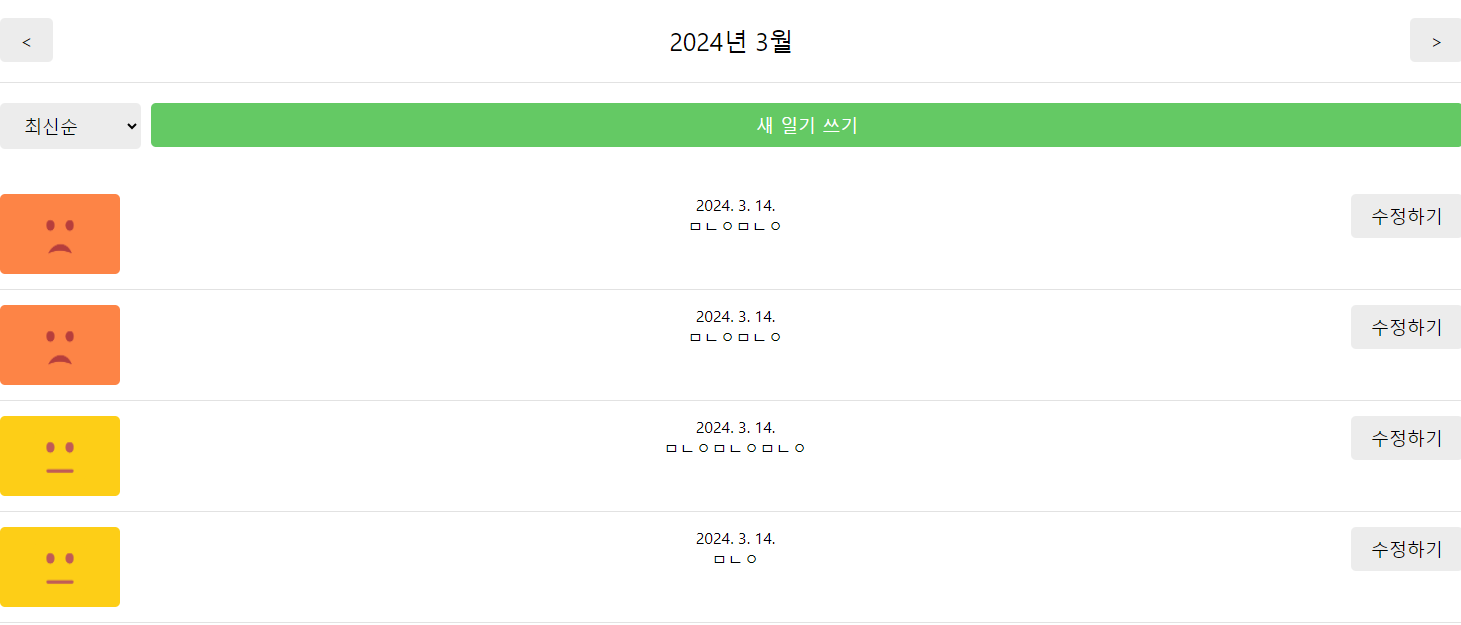 < 2024년 3월 >
최신순 새 일기 쓰기
2024. 3. 14. 수정하기
ㅁㄴㅇㅁㄴㅇ
2024. 3. 14. 수정하기
ㅁㄴㅇㅁㄴㅇ
2024. 3. 14. 수정하기
ㅁㄴㅇㅁㄴㅇㅁㄴㅇ
2024. 3. 14. 수정하기
ㅁㄴㅇ